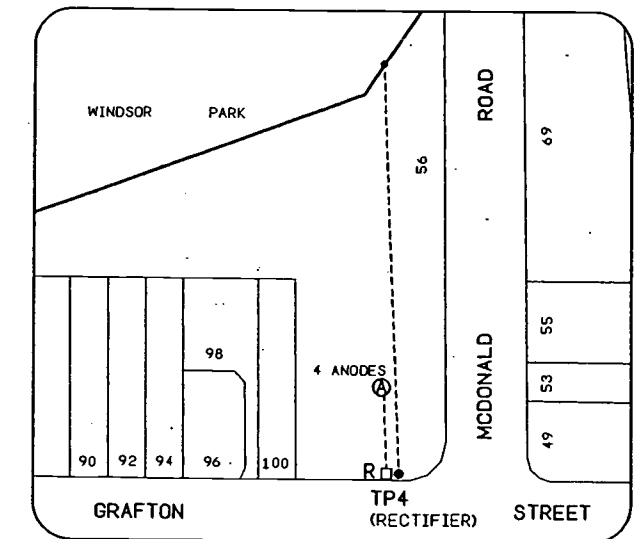 WINDSOR PARK
ROAD
69
56
55
98
4 ANODES
A
53
MCDONALD
49
90 92 94 96 100
R
TP4
GRAFTON
(RECTIFIER)
STREET